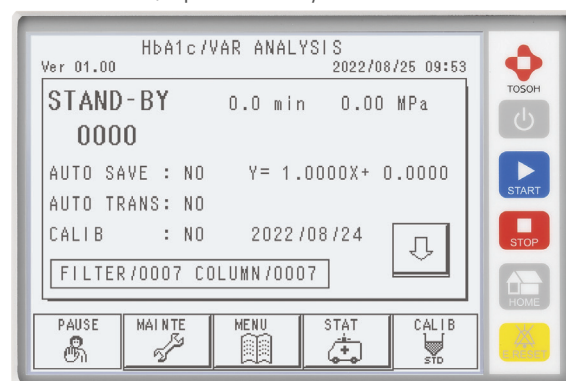 HbA1c/VAR ANALYSIS
Ver 01.00 2022/08/25 09:53
STAND-BY 0.0 min 0.00 MPa
0000
AUTO SAVE : NO Y= 1.0000X+ 0.0000
AUTO TRANS: NO
CALIB : NO 2022/08/24
FILTER/0007 COLUMN/0007
PAUSE MAINTE MENU STAT CALIB
STD
TOSOH
START
STOP
HOME
E.RESET